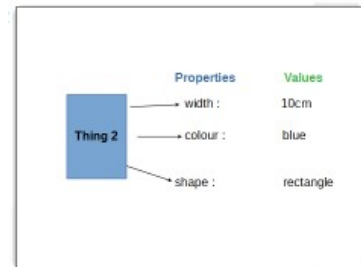 Properties Values
width : 10cm
Thing 2 colour : blue
shape : rectangle